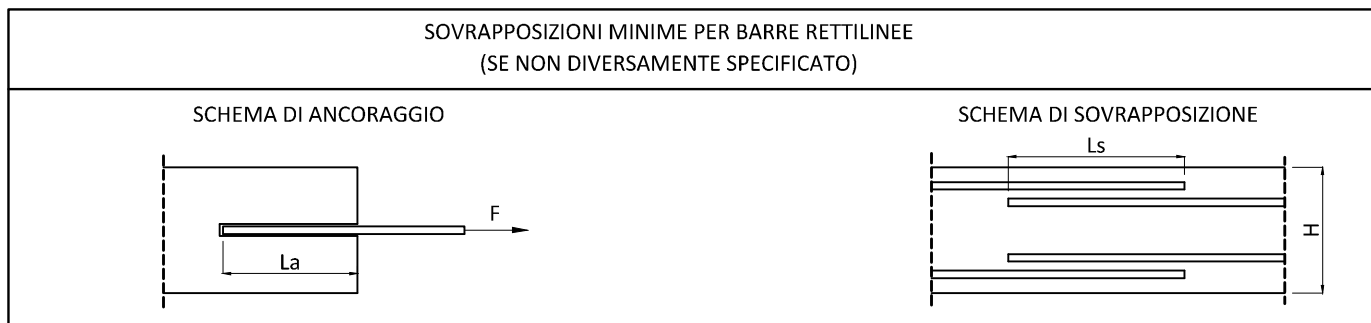 SOVRAPPOSIZIONI MINIME PER BARRE RETTILINEE
(SE NON DIVERSAMENTE SPECIFICATO)
SCHEMA DI ANCORAGGIO
SCHEMA DI SOVRAPPOSIZIONE
F
La
Ls
H